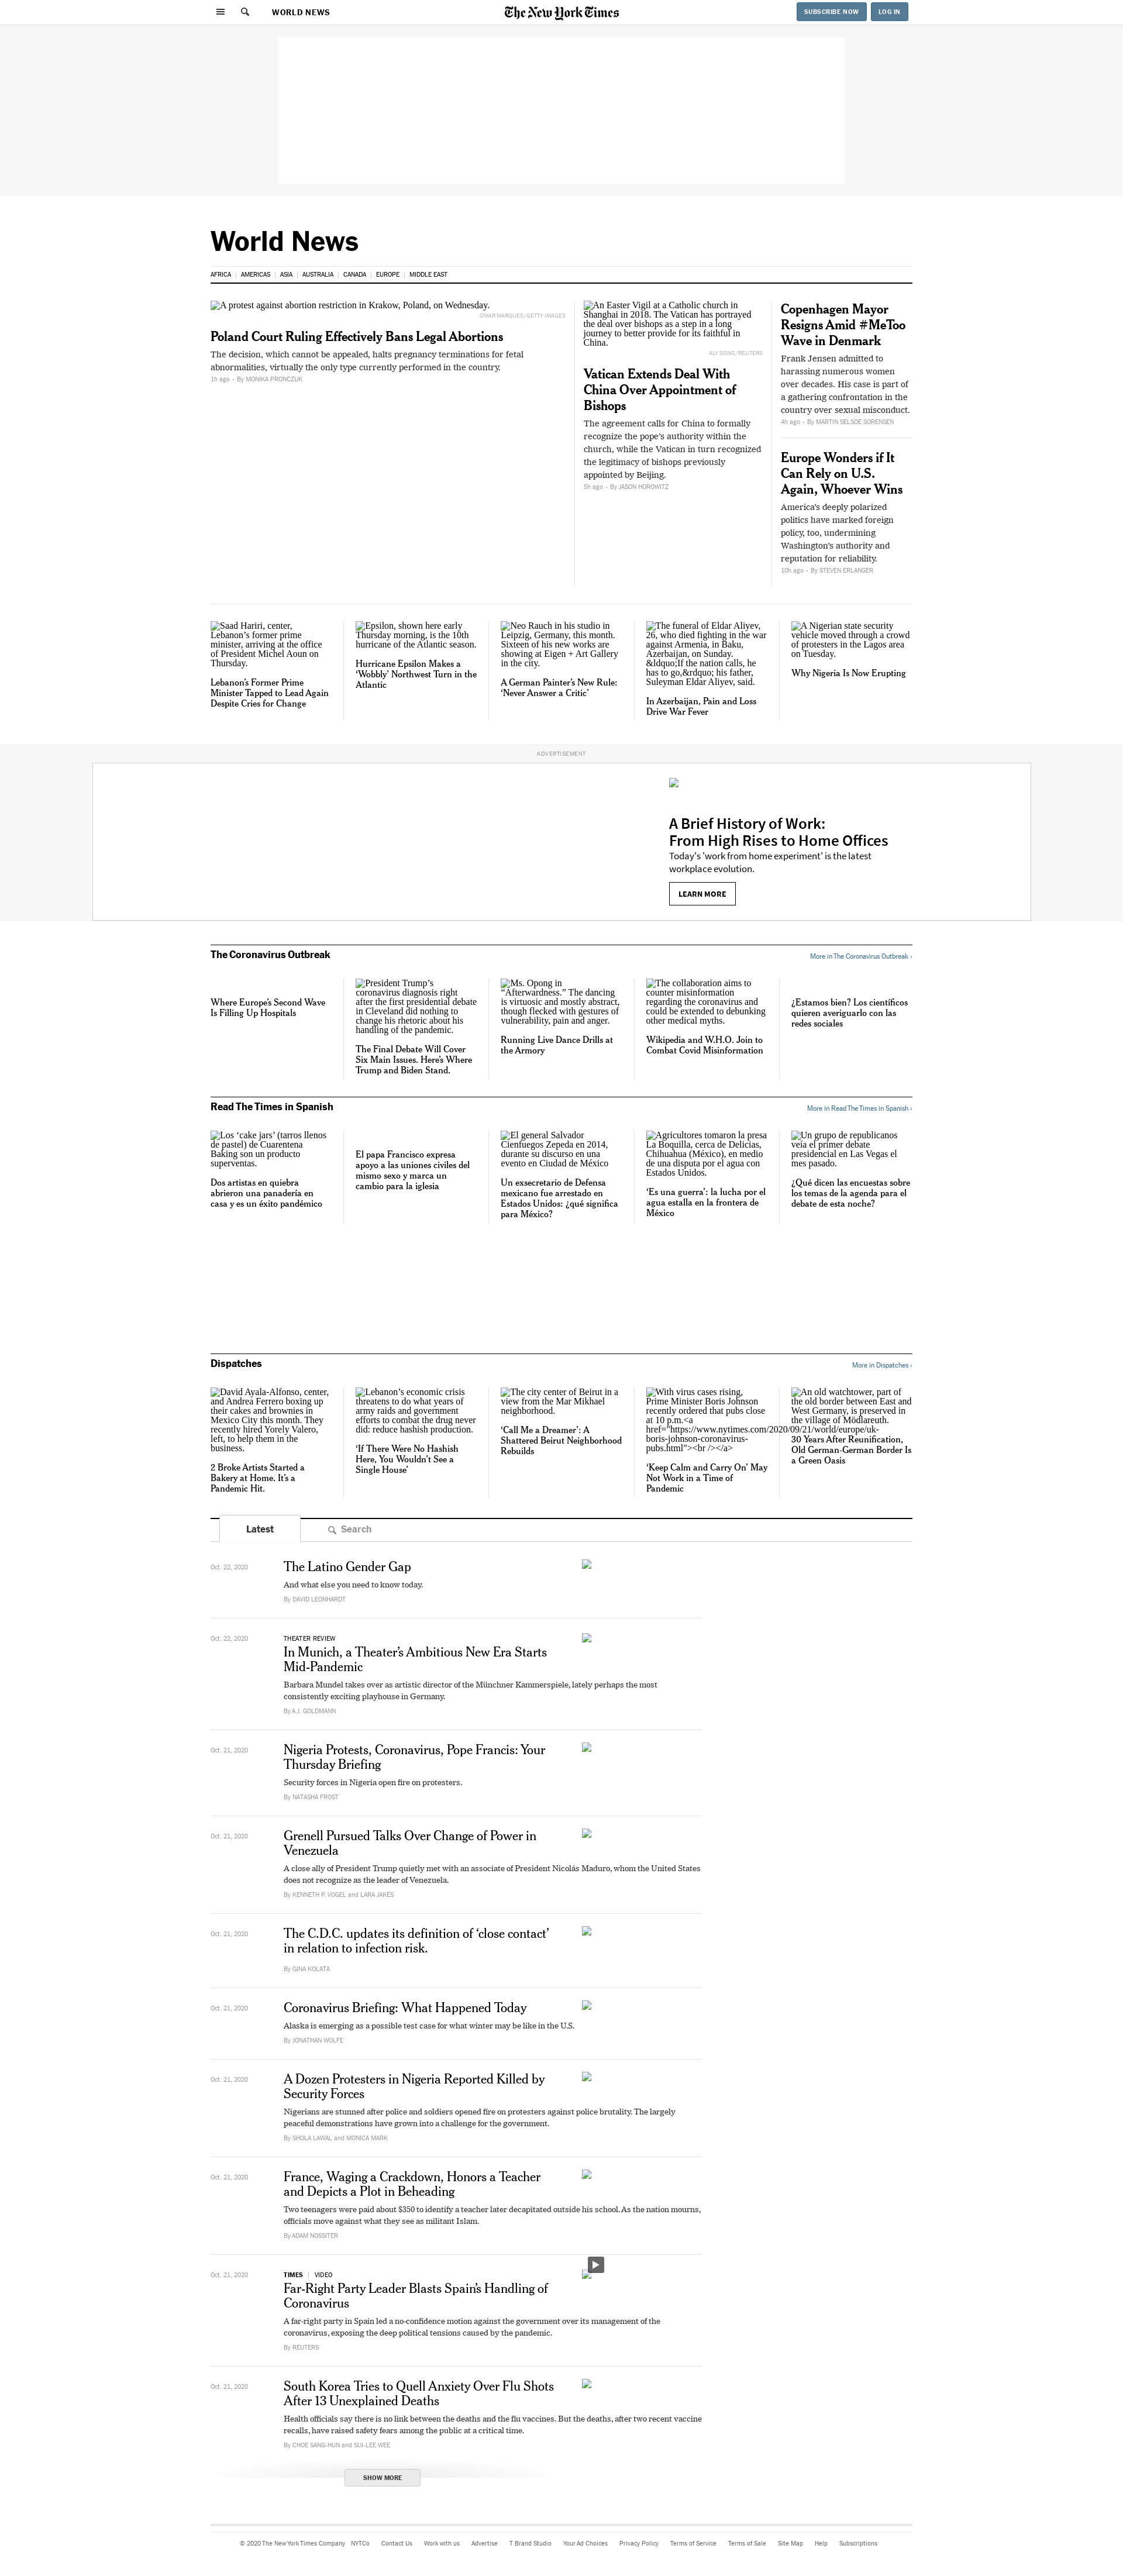 WORLD NEWS
The New York Times
SUBSCRIBE NOW
LOG IN
World News
AFRICA
AMERICAS
ASIA
AUSTRALIA
CANADA
EUROPE
MIDDLE EAST
A protest against abortion restriction in Krakow, Poland, on Wednesday.
OMAR MARQUES/GETTY IMAGES
Poland Court Ruling Effectively Bans Legal Abortions
The decision, which cannot be appealed, halts pregnancy terminations for fetal
abnormalities, virtually the only type currently performed in the country.
1h ago • By MONIKA PRONCZUK
An Easter Vigil at a Catholic church in
Shanghai in 2018. The Vatican has portrayed
the deal over bishops as a step in a long
journey to better provide for its faithful in
China.
ALY SONG/REUTERS
Vatican Extends Deal With
China Over Appointment of
Bishops
The agreement calls for China to formally
recognize the pope's authority within the
church, while the Vatican in turn recognized
the legitimacy of bishops previously
appointed by Beijing.
5h ago • By JASON HOROWITZ
Copenhagen Mayor
Resigns Amid #MeToo
Wave in Denmark
Frank Jensen admitted to
harassing numerous women
over decades. His case is part of
a gathering confrontation in the
country over sexual misconduct.
4h ago • By MARTIN SELSOE SORENSEN
Europe Wonders if It
Can Rely on U.S.
Again, Whoever Wins
America's deeply polarized
politics have marked foreign
policy, too, undermining
Washington's authority and
reputation for reliability.
10h ago • By STEVEN ERLANGER
Saad Hariri, center,
Lebanon's former prime
minister, arriving at the office
of President Michel Aoun on
Thursday.
Lebanon's Former Prime
Minister Tapped to Lead Again
Despite Cries for Change
Epsilon, shown here early
Thursday morning, is the 10th
hurricane of the Atlantic season.
Hurricane Epsilon Makes a
‘Wobbly’ Northwest Turn in the
Atlantic
Neo Rauch in his studio in
Leipzig, Germany, this month.
Sixteen of his new works are
showing at Eigen + Art Gallery
in the city.
A German Painter's New Rule:
‘Never Answer a Critic’
The funeral of Eldar Aliyev,
26, who died fighting in the war
against Armenia, in Baku,
Azerbaijan, on Sunday.
&ldquo;If the nation calls, he
has to go,&rdquo; his father,
Suleyman Eldar Aliyev, said.
In Azerbaijan, Pain and Loss
Drive War Fever
A Nigerian state security
vehicle moved through a crowd
of protesters in the Lagos area
on Tuesday.
Why Nigeria Is Now Erupting
ADVERTISEMENT
A Brief History of Work:
From High Rises to Home Offices
Today's 'work from home experiment' is the latest
workplace evolution.
LEARN MORE
The Coronavirus Outbreak
More in The Coronavirus Outbreak ›
Where Europe's Second Wave
Is Filling Up Hospitals
President Trump's
coronavirus diagnosis right
after the first presidential debate
in Cleveland did nothing to
change his rhetoric about his
handling of the pandemic.
The Final Debate Will Cover
Six Main Issues. Here's Where
Trump and Biden Stand.
Ms. Opong in
“Afterwardness.” The dancing
is virtuosic and mostly abstract,
though flecked with gestures of
vulnerability, pain and anger.
Running Live Dance Drills at
the Armory
The collaboration aims to
counter misinformation
regarding the coronavirus and
could be extended to debunking
other medical myths.
Wikipedia and W.H.O. Join to
Combat Covid Misinformation
¿Estamos bien? Los científicos
quieren averiguarlo con las
redes sociales
Read The Times in Spanish
More in Read The Times in Spanish ›
Los ‘cake jars’ (tarros llenos
de pastel) de Cuarentena
Baking son un producto
superventas.
Dos artistas en quiebra
abrieron una panadería en
casa y es un éxito pandémico
El papa Francisco expresa
apoyo a las uniones civiles del
mismo sexo y marca un
cambio para la iglesia
El general Salvador
Cienfuegos Zepeda en 2014,
durante su discurso en una
evento en Ciudad de México
Un exsecretario de Defensa
mexicano fue arrestado en
Estados Unidos: ¿qué significa
para México?
Agricultores tomaron la presa
La Boquilla, cerca de Delicias,
Chihuahua (México), en medio
de una disputa por el agua con
Estados Unidos.
‘Es una guerra’: la lucha por el
agua estalla en la frontera de
México
Un grupo de republicanos
veía el primer debate
presidencial en Las Vegas el
mes pasado.
¿Qué dicen las encuestas sobre
los temas de la agenda para el
debate de esta noche?
Dispatches
More in Dispatches ›
David Ayala-Alfonso, center,
and Andrea Ferrero boxing up
their cakes and brownies in
Mexico City this month. They
recently hired Yorely Valero,
left, to help them in the
business.
2 Broke Artists Started a
Bakery at Home. It's a
Pandemic Hit.
Lebanon's economic crisis
threatens to do what years of
army raids and government
efforts to combat the drug never
did: reduce hashish production.
‘If There Were No Hashish
Here, You Wouldn't See a
Single House’
The city center of Beirut in a
view from the Mar Mikhael
neighborhood.
‘Call Me a Dreamer’: A
Shattered Beirut Neighborhood
Rebuilds
With virus cases rising,
Prime Minister Boris Johnson
recently ordered that pubs close
at 10 p.m.<a
href="https://www.nytimes.com/2020/09/21/world/europe/uk-
boris-johnson-coronavirus-
pubs.html"><br /></a>
‘Keep Calm and Carry On’ May
Not Work in a Time of
Pandemic
An old watchtower, part of
the old border between East and
West Germany, is preserved in
the village of Mödlareuth.
30 Years After Reunification,
Old German-German Border Is
a Green Oasis
Latest
Search
Oct. 22, 2020
The Latino Gender Gap
And what else you need to know today.
By DAVID LEONHARDT
Oct. 22, 2020
THEATER REVIEW
In Munich, a Theater's Ambitious New Era Starts
Mid-Pandemic
Barbara Mundel takes over as artistic director of the Münchner Kammerspiele, lately perhaps the most
consistently exciting playhouse in Germany.
By A.J. GOLDMANN
Oct. 21, 2020
Nigeria Protests, Coronavirus, Pope Francis: Your
Thursday Briefing
Security forces in Nigeria open fire on protesters.
By NATASHA FROST
Oct. 21, 2020
Grenell Pursued Talks Over Change of Power in
Venezuela
A close ally of President Trump quietly met with an associate of President Nicolás Maduro, whom the United States
does not recognize as the leader of Venezuela.
By KENNETH P. VOGEL and LARA JAKES
Oct. 21, 2020
The C.D.C. updates its definition of ‘close contact’
in relation to infection risk.
By GINA KOLATA
Oct. 21, 2020
Coronavirus Briefing: What Happened Today
Alaska is emerging as a possible test case for what winter may be like in the U.S.
By JONATHAN WOLFE
Oct. 21, 2020
A Dozen Protesters in Nigeria Reported Killed by
Security Forces
Nigerians are stunned after police and soldiers opened fire on protesters against police brutality. The largely
peaceful demonstrations have grown into a challenge for the government.
By SHOLA LAWAL and MONICA MARK
Oct. 21, 2020
France, Waging a Crackdown, Honors a Teacher
and Depicts a Plot in Beheading
Two teenagers were paid about $350 to identify a teacher later decapitated outside his school. As the nation mourns,
officials move against what they see as militant Islam.
By ADAM NOSSITER
Oct. 21, 2020
TIMES | VIDEO
Far-Right Party Leader Blasts Spain's Handling of
Coronavirus
A far-right party in Spain led a no-confidence motion against the government over its management of the
coronavirus, exposing the deep political tensions caused by the pandemic.
By REUTERS
Oct. 21, 2020
South Korea Tries to Quell Anxiety Over Flu Shots
After 13 Unexplained Deaths
Health officials say there is no link between the deaths and the flu vaccines. But the deaths, after two recent vaccine
recalls, have raised safety fears among the public at a critical time.
By CHOE SANG-HUN and SUI-LEE WEE
SHOW MORE
© 2020 The New York Times Company
NYTCo
Contact Us
Work with us
Advertise
T Brand Studio
Your Ad Choices
Privacy Policy
Terms of Service
Terms of Sale
Site Map
Help
Subscriptions